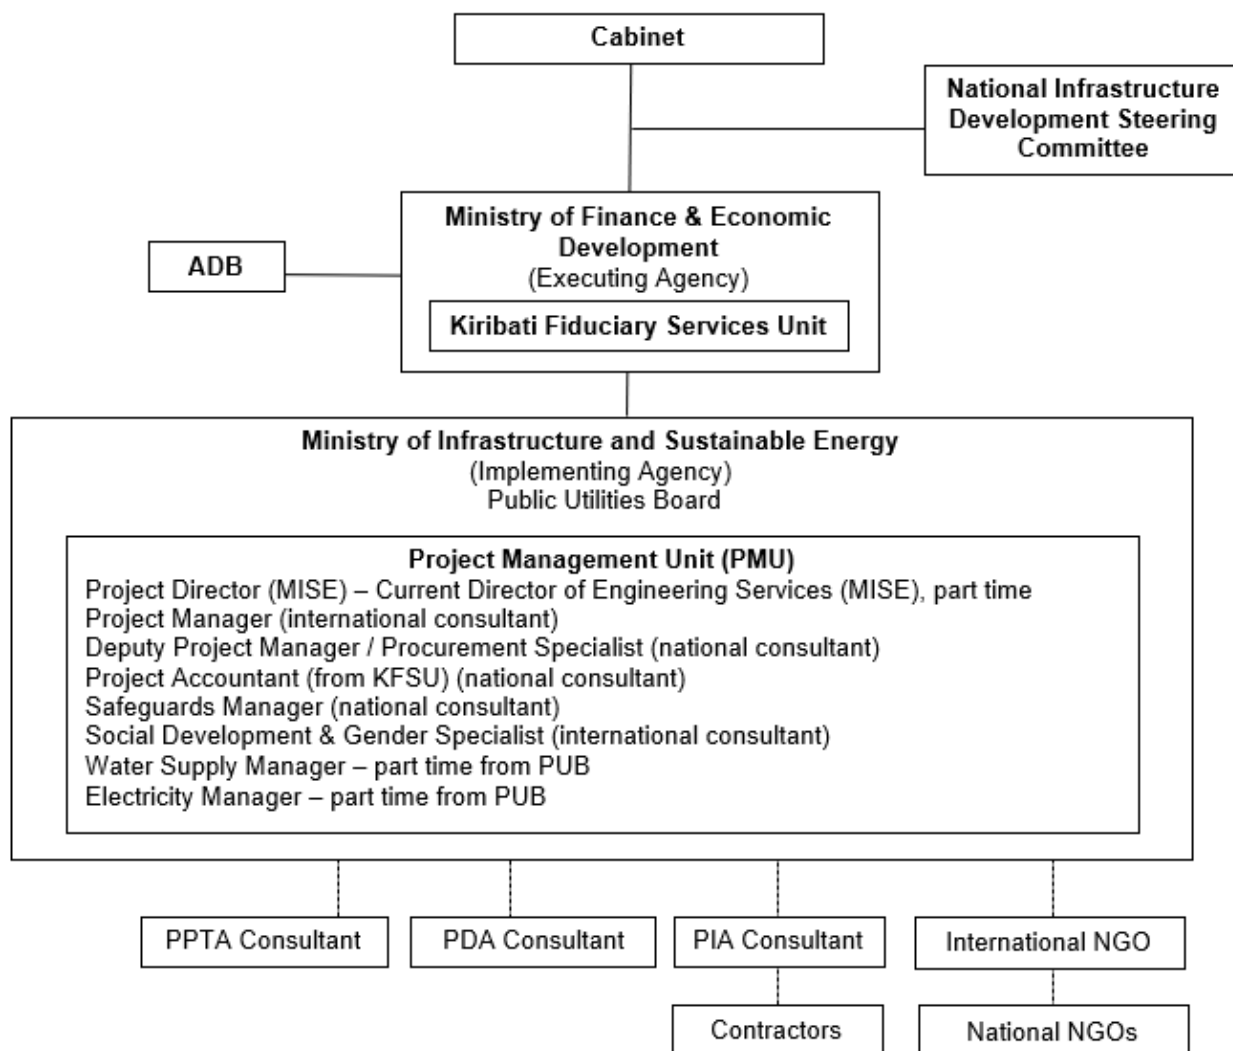 Cabinet
National Infrastructure
Development Steering
Committee
Ministry of Finance & Economic
Development
(Executing Agency)
ADB
Kiribati Fiduciary Services Unit
Ministry of Infrastructure and Sustainable Energy
(Implementing Agency)
Public Utilities Board
Project Management Unit (PMU)
Project Director (MISE) – Current Director of Engineering Services (MISE), part time
Project Manager (international consultant)
Deputy Project Manager / Procurement Specialist (national consultant)
Project Accountant (from KFSU) (national consultant)
Safeguards Manager (national consultant)
Social Development & Gender Specialist (international consultant)
Water Supply Manager – part time from PUB
Electricity Manager – part time from PUB
PPTA Consultant
PDA Consultant
PIA Consultant
International NGO
Contractors
National NGOs